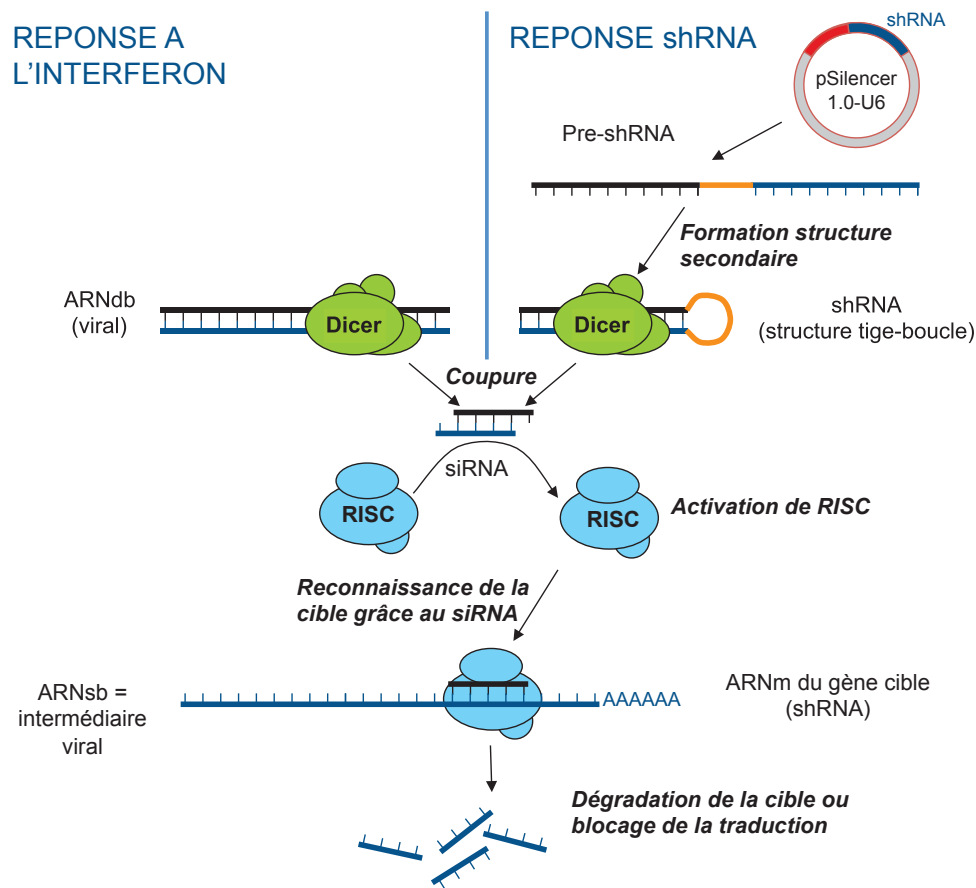 REPONSE A
L'INTERFERON
REPONSE shRNA
shRNA
pSilencer
1.0-U6
Pre-shRNA
Formation structure
secondaire
ARNdb
(viral)
Dicer
Dicer
shRNA
(structure tige-boucle)
Coupure
siRNA
RISC
RISC
Activation de RISC
Reconnaissance de la
cible grâce au siRNA
ARNsb =
intermédiaire
viral
AAAAAA
ARNm du gène cible
(shRNA)
Dégradation de la cible ou
blocage de la traduction